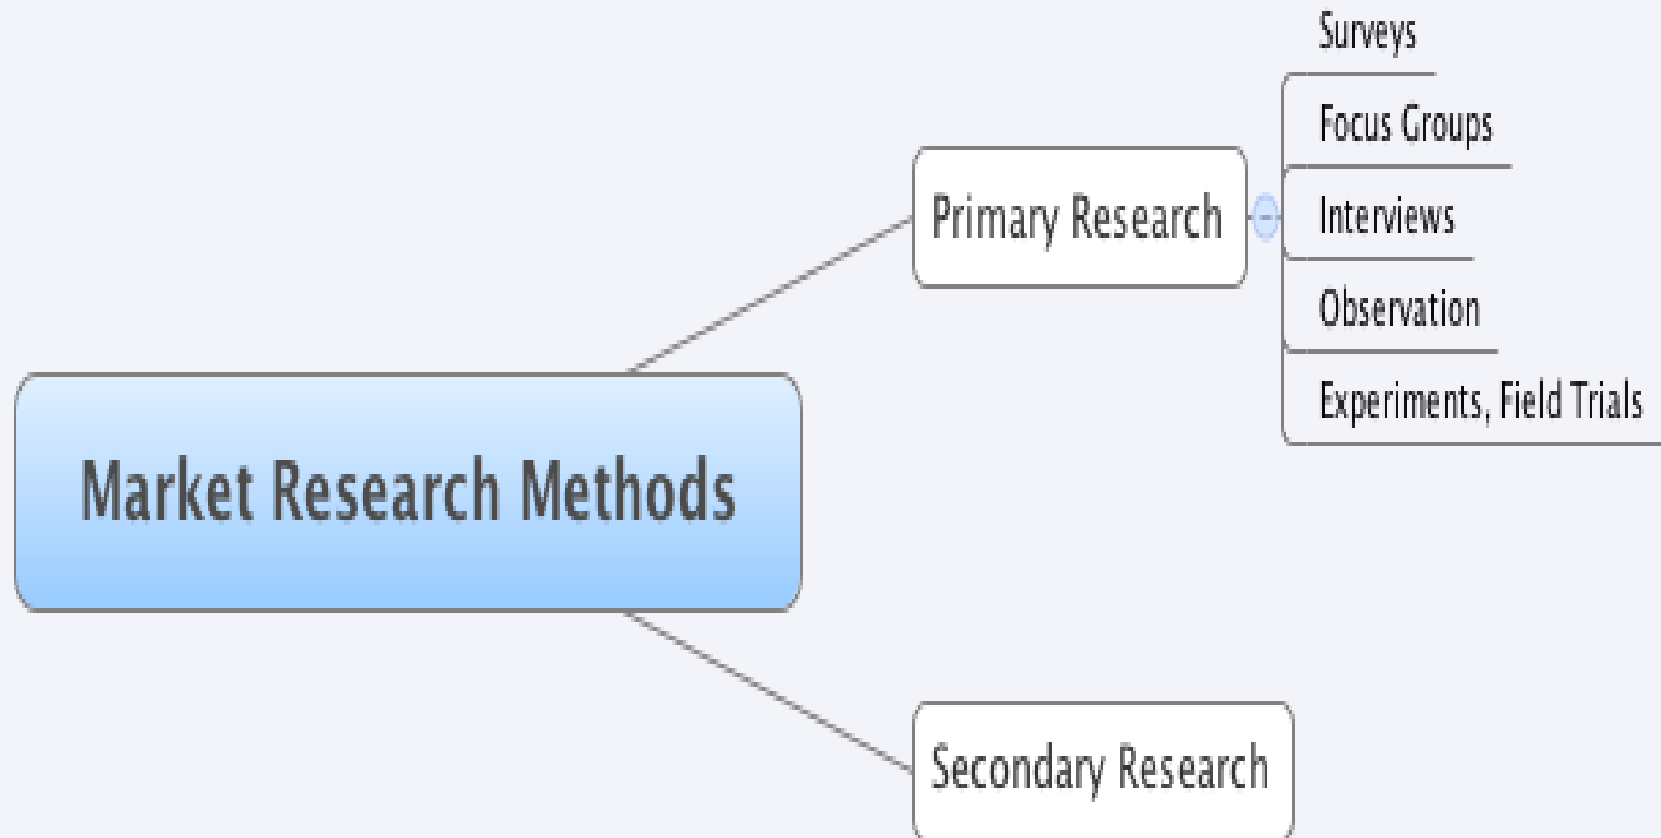 Market Research Methods
Primary Research
Surveys
Focus Groups
Interviews
Observation
Experiments, Field Trials
Secondary Research